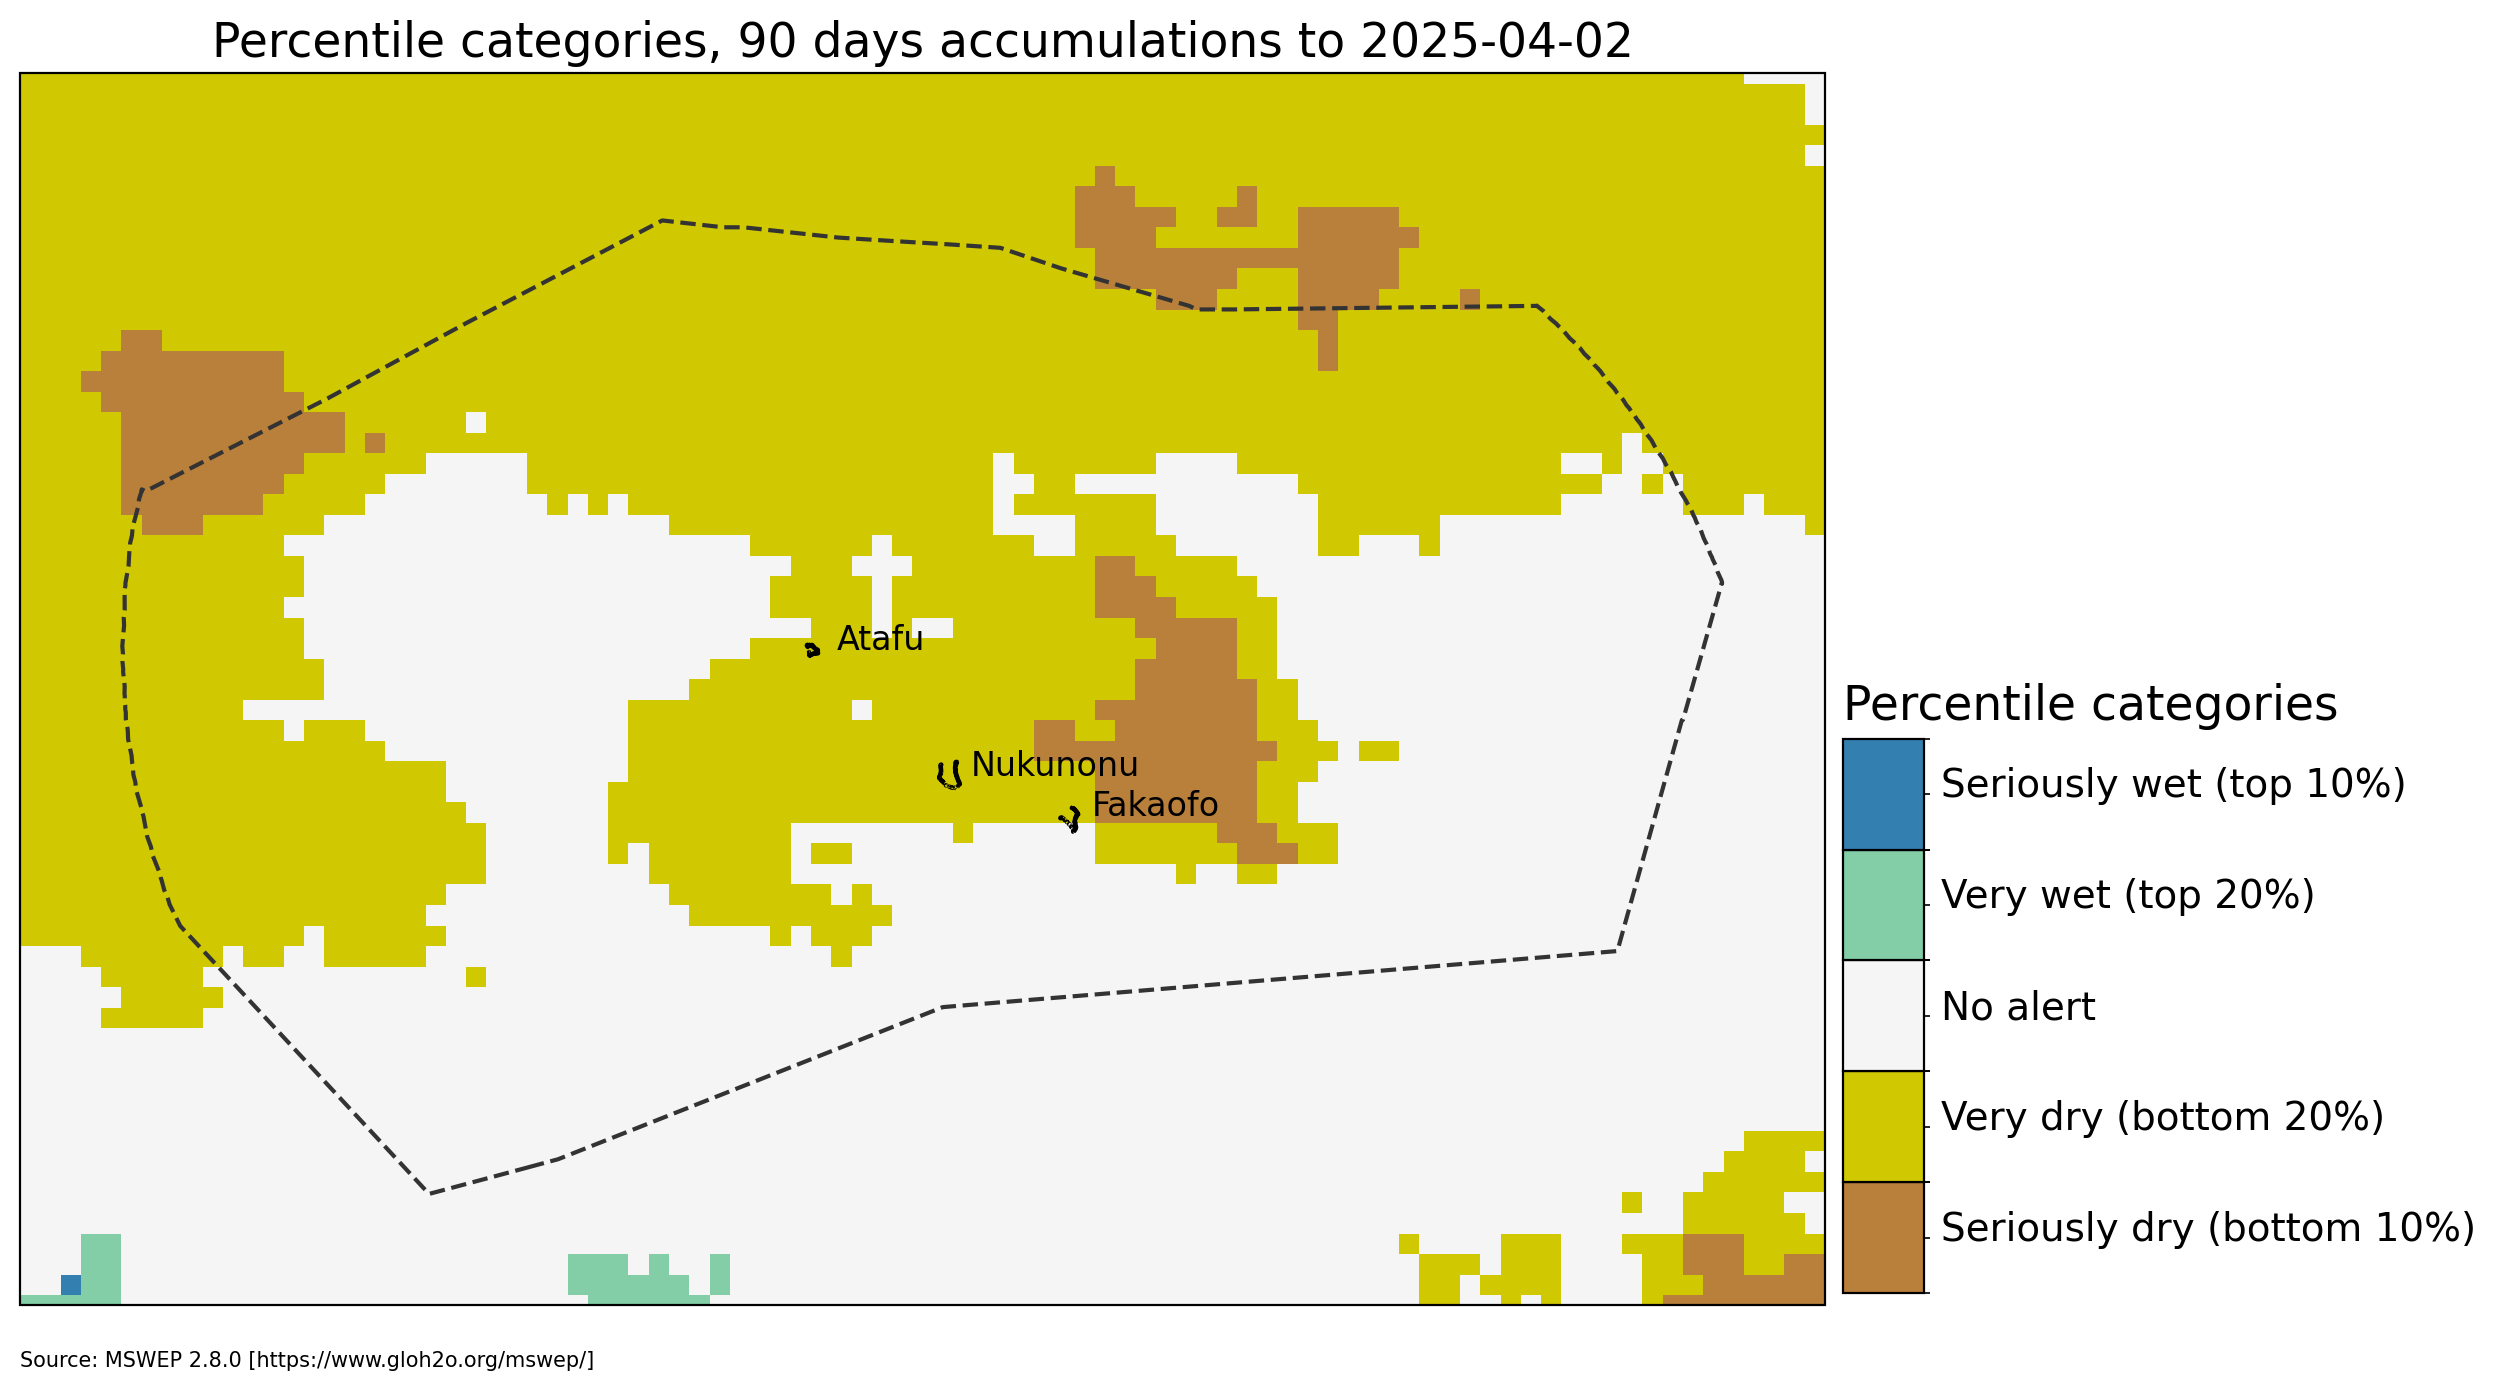 Percentile categories, 90 days accumulations to 2025-04-02
Atafu
Nukunonu
Fakaofo
Percentile categories
Seriously wet (top 10%)
Very wet (top 20%)
No alert
Very dry (bottom 20%)
Seriously dry (bottom 10%)
Source: MSWEP 2.8.0 [https://www.gloh2o.org/mswep/]